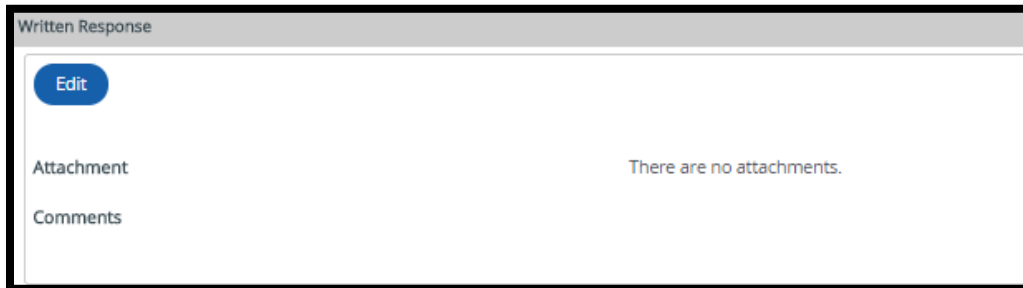 Written Response
Edit
Attachment
There are no attachments.
Comments